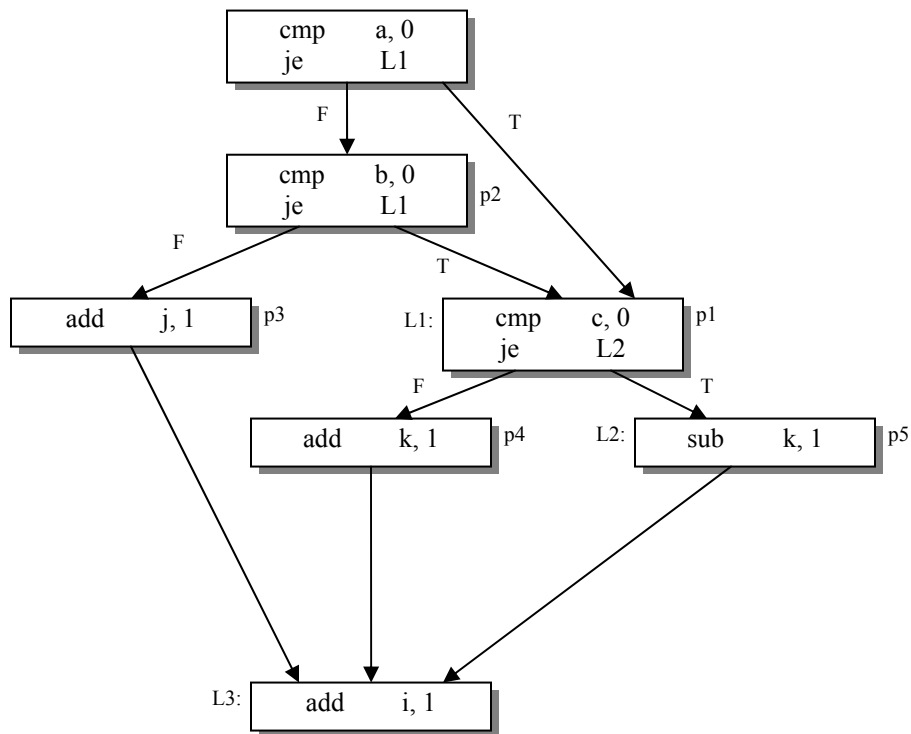 cmp a, 0
je L1
F
T
cmp b, 0
je L1
p2
F
T
add j, 1
p3
L1:
cmp c, 0
je L2
p1
F
T
add k, 1
p4
L2:
sub k, 1
p5
L3:
add i, 1